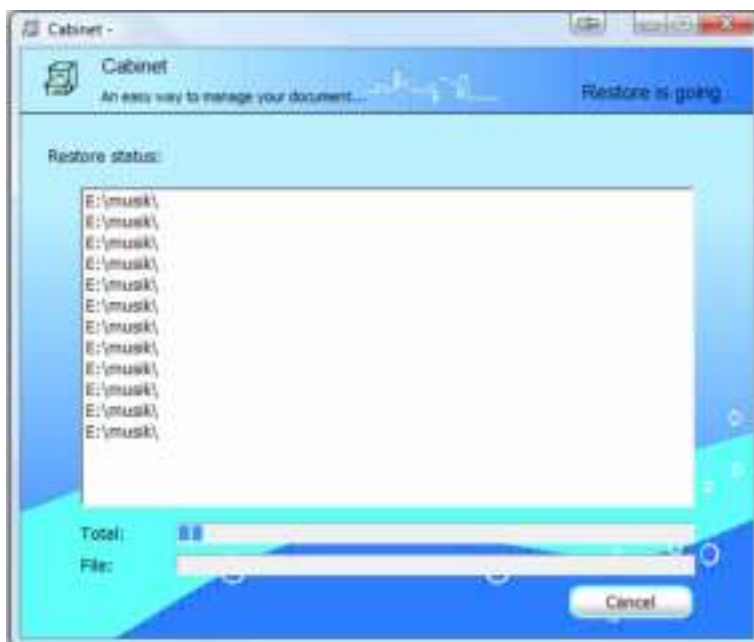 Cabinet -
Cabinet
An easy way to manage your document...
Restore is going
Restore status:
E:\musik\
E:\musik\
E:\musik\
E:\musik\
E:\musik\
E:\musik\
E:\musik\
E:\musik\
E:\musik\
E:\musik\
E:\musik\
E:\musik\
Total:
File:
Cancel